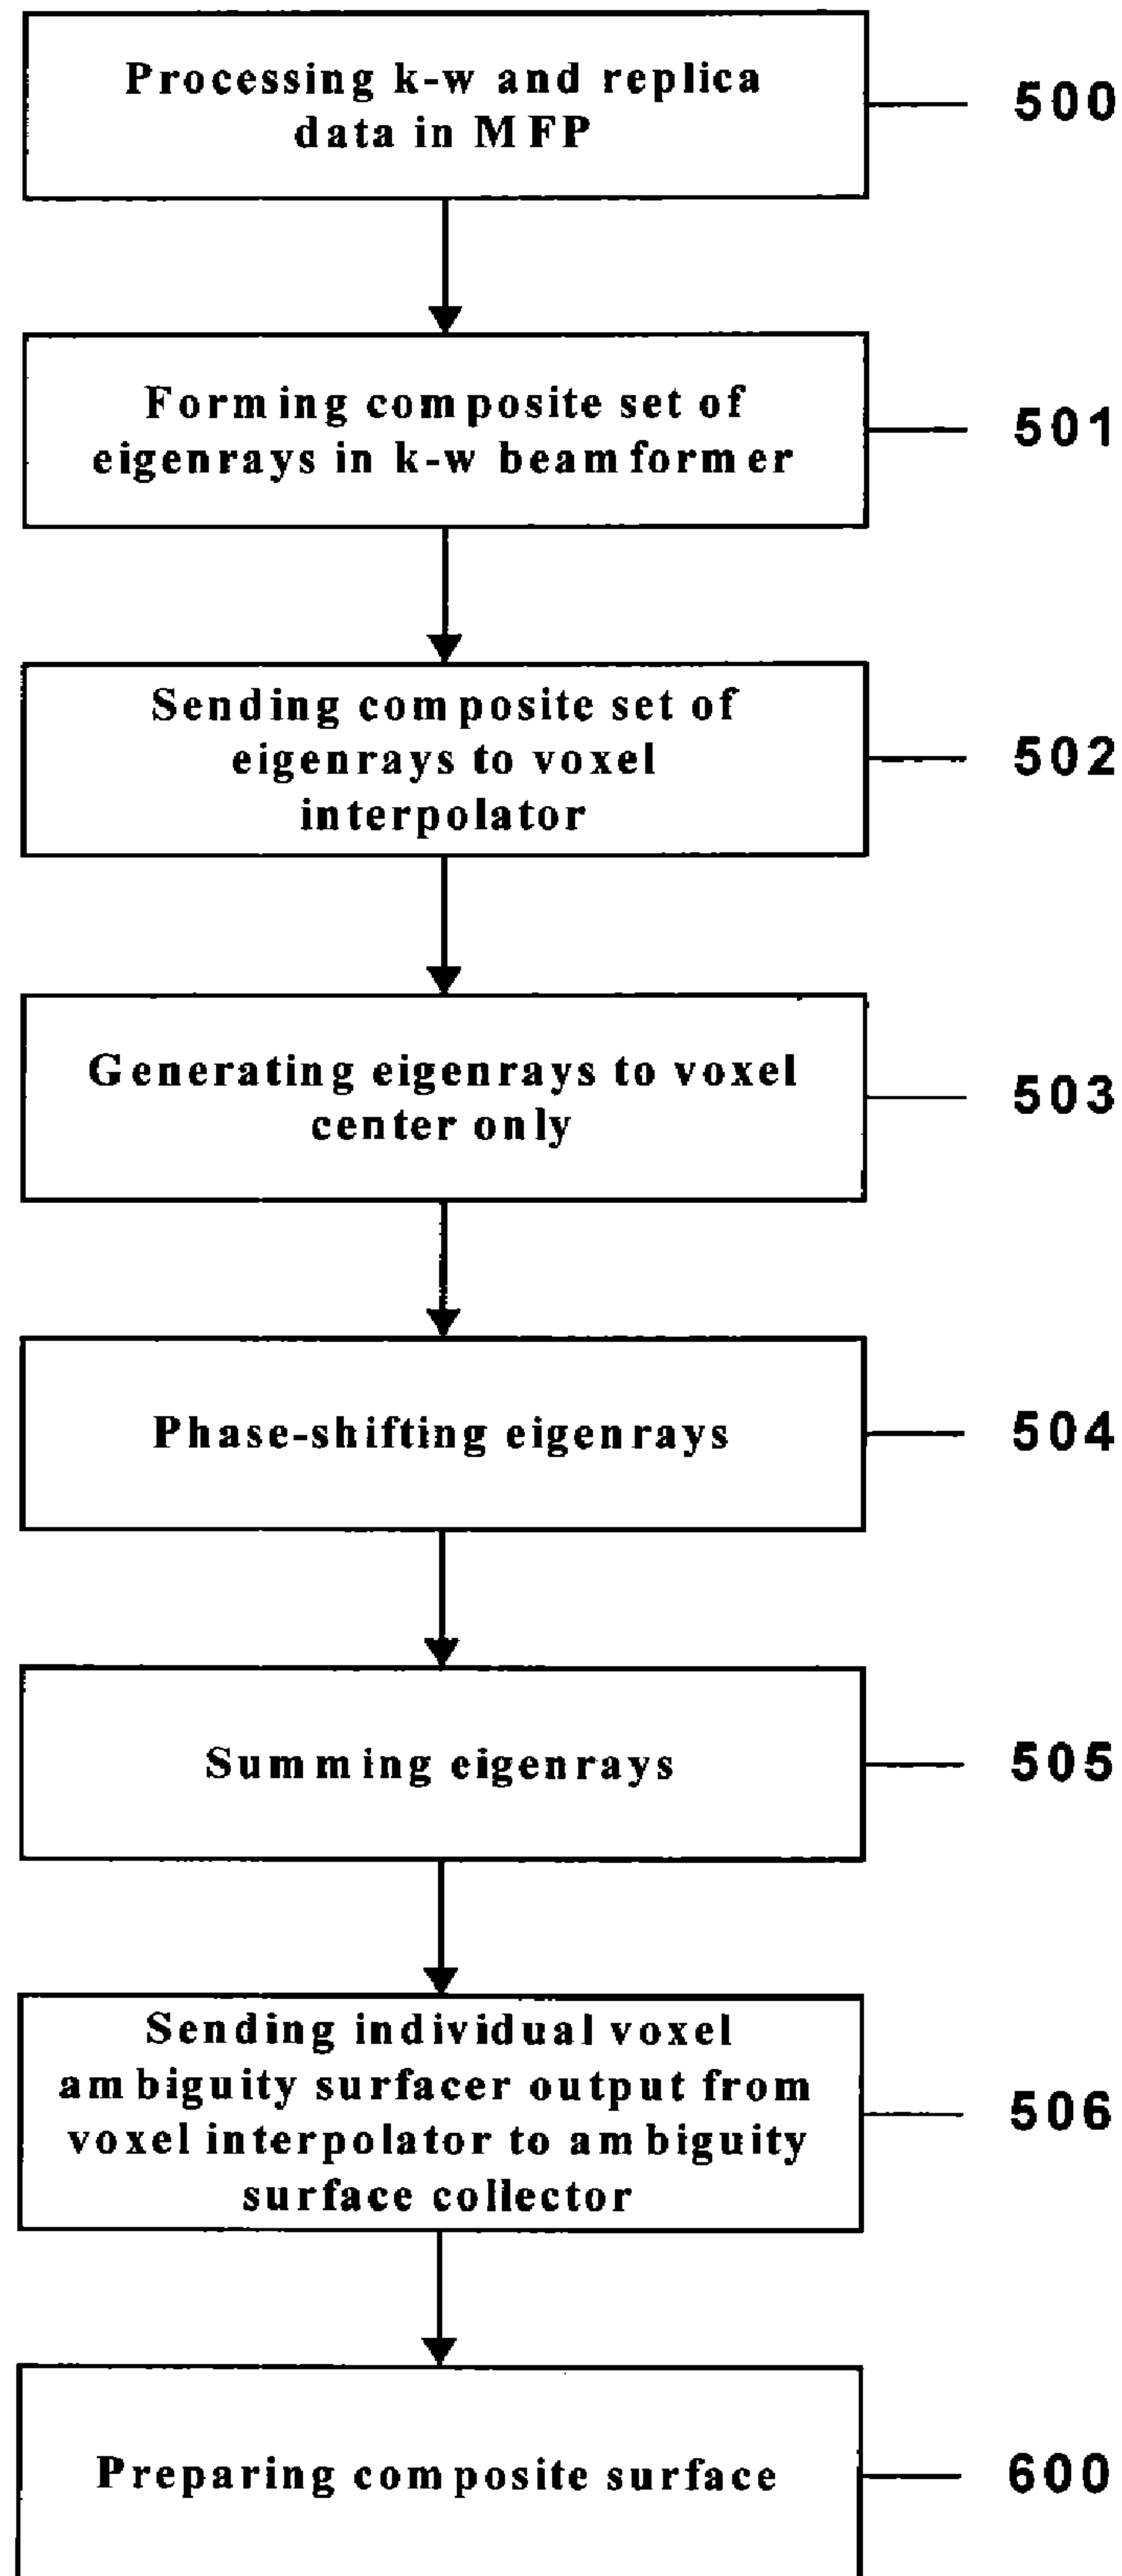 Processing k-w and replica
data in MFP
500
Forming composite set of
eigenrays in k-w beamformer
501
Sending composite set of
eigenrays to voxel
interpolator
502
Generating eigenrays to voxel
center only
503
Phase-shifting eigenrays
504
Summing eigenrays
505
Sending individual voxel
ambiguity surfacer output from
voxel interpolator to ambiguity
surface collector
506
Preparing composite surface
600